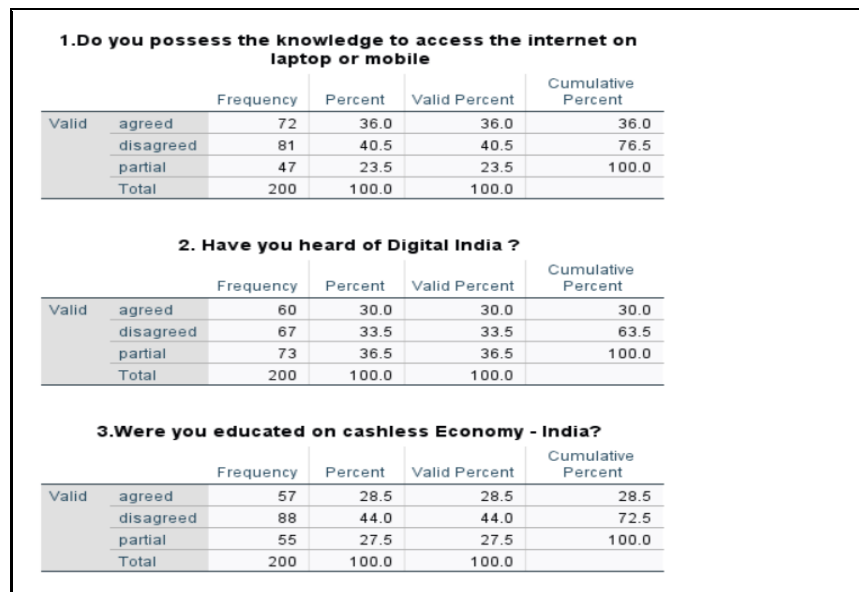 1.Do you possess the knowledge to access the internet on
laptop or mobile
Frequency Percent Valid Percent Cumulative Percent
Valid agreed 72 36.0 36.0 36.0
disagreed 81 40.5 40.5 76.5
partial 47 23.5 23.5 100.0
Total 200 100.0 100.0
2. Have you heard of Digital India ?
Frequency Percent Valid Percent Cumulative Percent
Valid agreed 60 30.0 30.0 30.0
disagreed 67 33.5 33.5 63.5
partial 73 36.5 36.5 100.0
Total 200 100.0 100.0
3.Were you educated on cashless Economy - India?
Frequency Percent Valid Percent Cumulative Percent
Valid agreed 57 28.5 28.5 28.5
disagreed 88 44.0 44.0 72.5
partial 55 27.5 27.5 100.0
Total 200 100.0 100.0